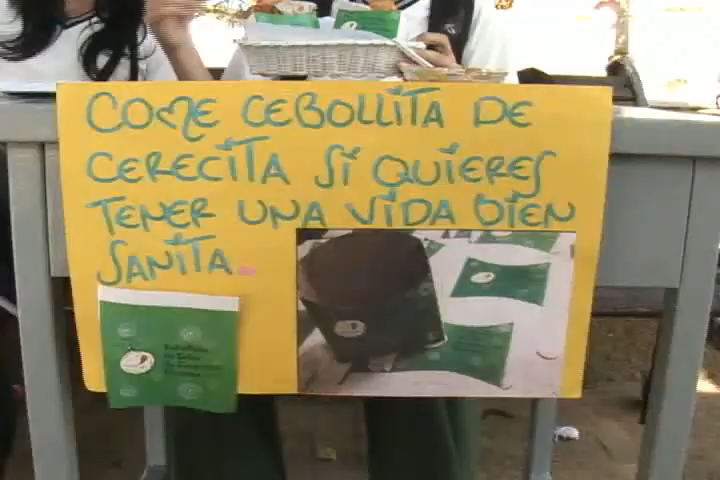 COME CEBOLLITA DE
CERECITA SI QUIERES
TENER UNA VIDA BIEN
SANITA.